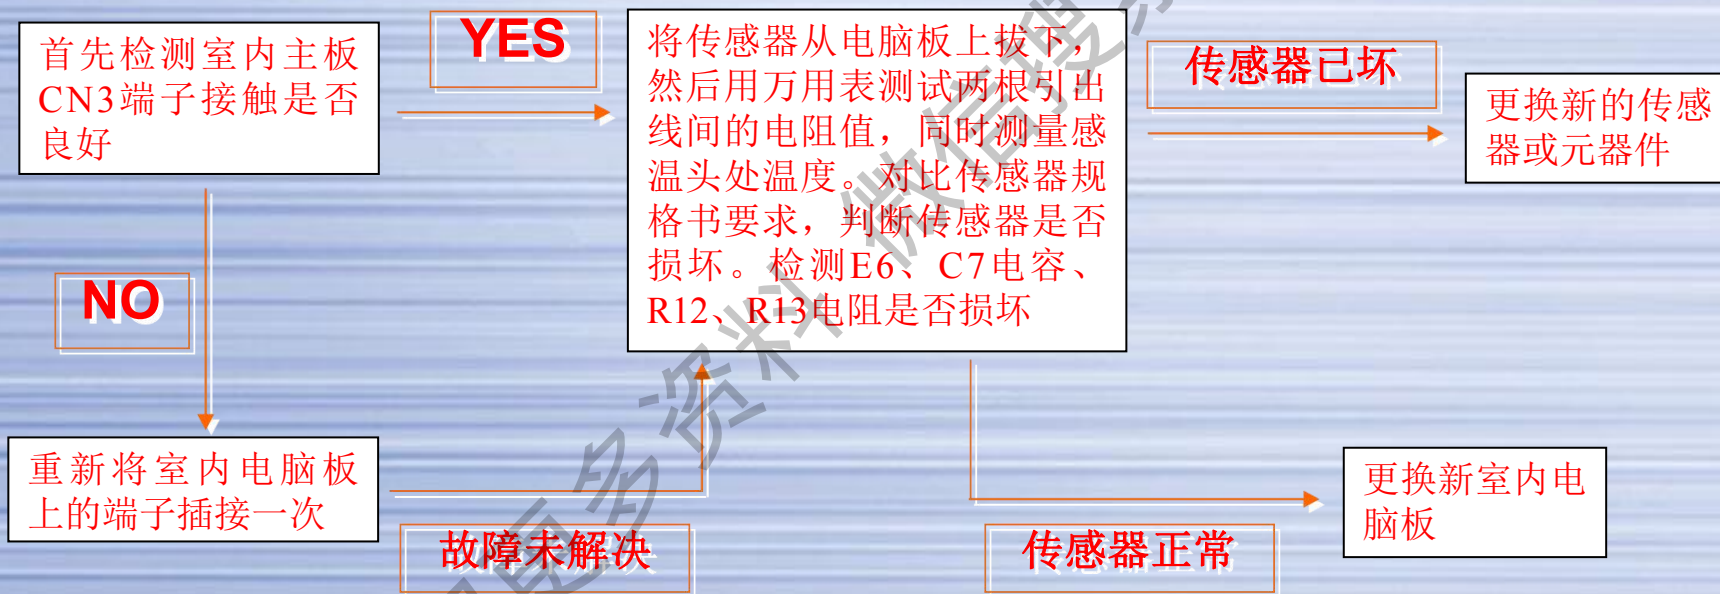 首先检测室内主板
CN3端子接触是否
良好
YES
将传感器从电脑板上拔下，
然后用万用表测试两根引出
线间的电阻值，同时测量感
温头处温度。对比传感器规
格书要求，判断传感器是否
损坏。检测E6、C7电容、
R12、R13电阻是否损坏
传感器已坏
更换新的传感
器或元器件
NO
重新将室内电脑板
上的端子插接一次
故障未解决
传感器正常
更换新室内电
脑板
更多资料 微信搜